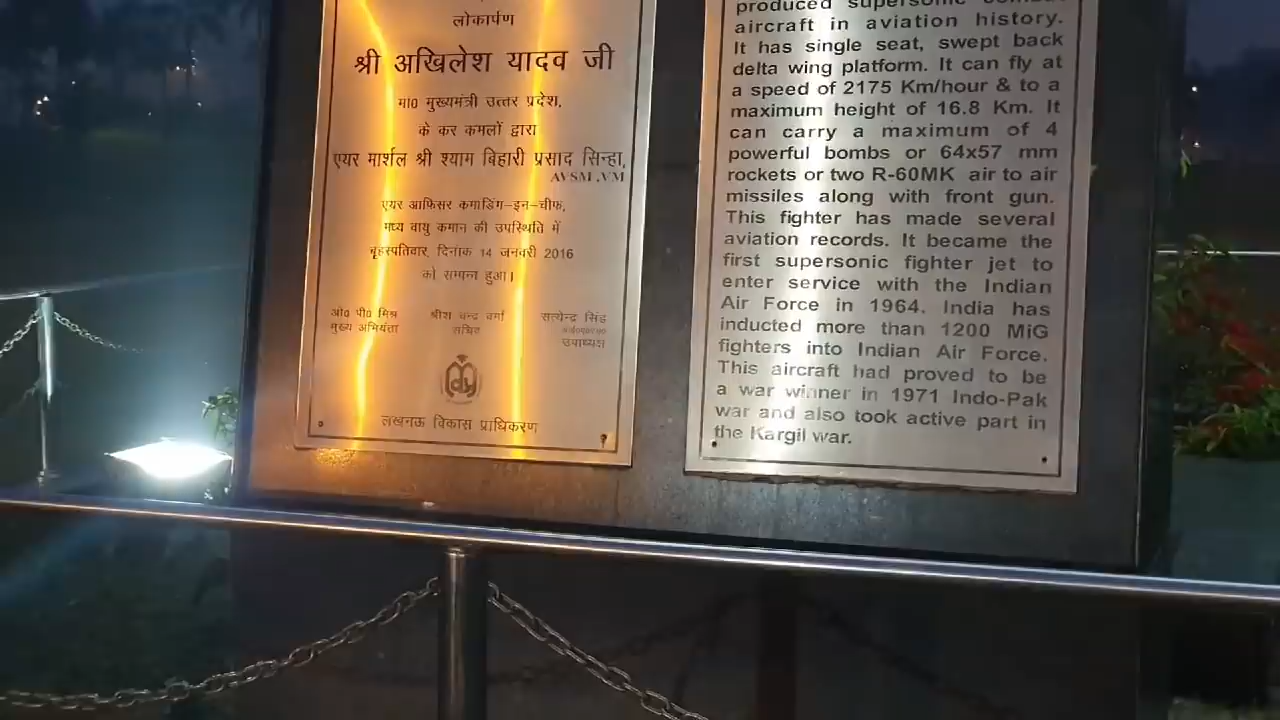 लोकार्पण
श्री अखिलेश यादव जी
मा0 मुख्यमंत्री उत्तर प्रदेश,
के कर कमलों द्वारा
एयर मार्शल श्री श्याम बिहारी प्रसाद सिन्हा,
AVSM,VM
एयर आफिसर कमाडिंग-इन-चीफ,
मध्य वायु कमान की उपस्थिति में
बृहस्पतिवार, दिनांक 14 जनवरी 2016
को सम्पन्न हुआ।
ओ0 पी0 मिश्र
मुख्य अभियंता
श्रीश चन्द्र वर्मा
सचिव
सत्येन्द्र सिंह
उपाध्यक्ष
लखनऊ विकास प्राधिकरण
produced supersonic combat
aircraft in aviation history.
It has single seat, swept back
delta wing platform. It can fly at
a speed of 2175 Km/hour & to a
maximum height of 16.8 Km. It
can carry a maximum of 4
powerful bombs or 64x57 mm
rockets or two R-60MK air to air
missiles along with front gun.
This fighter has made several
aviation records. It became the
first supersonic fighter jet to
enter service with the Indian
Air Force in 1964. India has
inducted more than 1200 MiG
fighters into Indian Air Force.
This aircraft had proved to be
a war winner in 1971 Indo-Pak
war and also took active part in
the Kargil war.